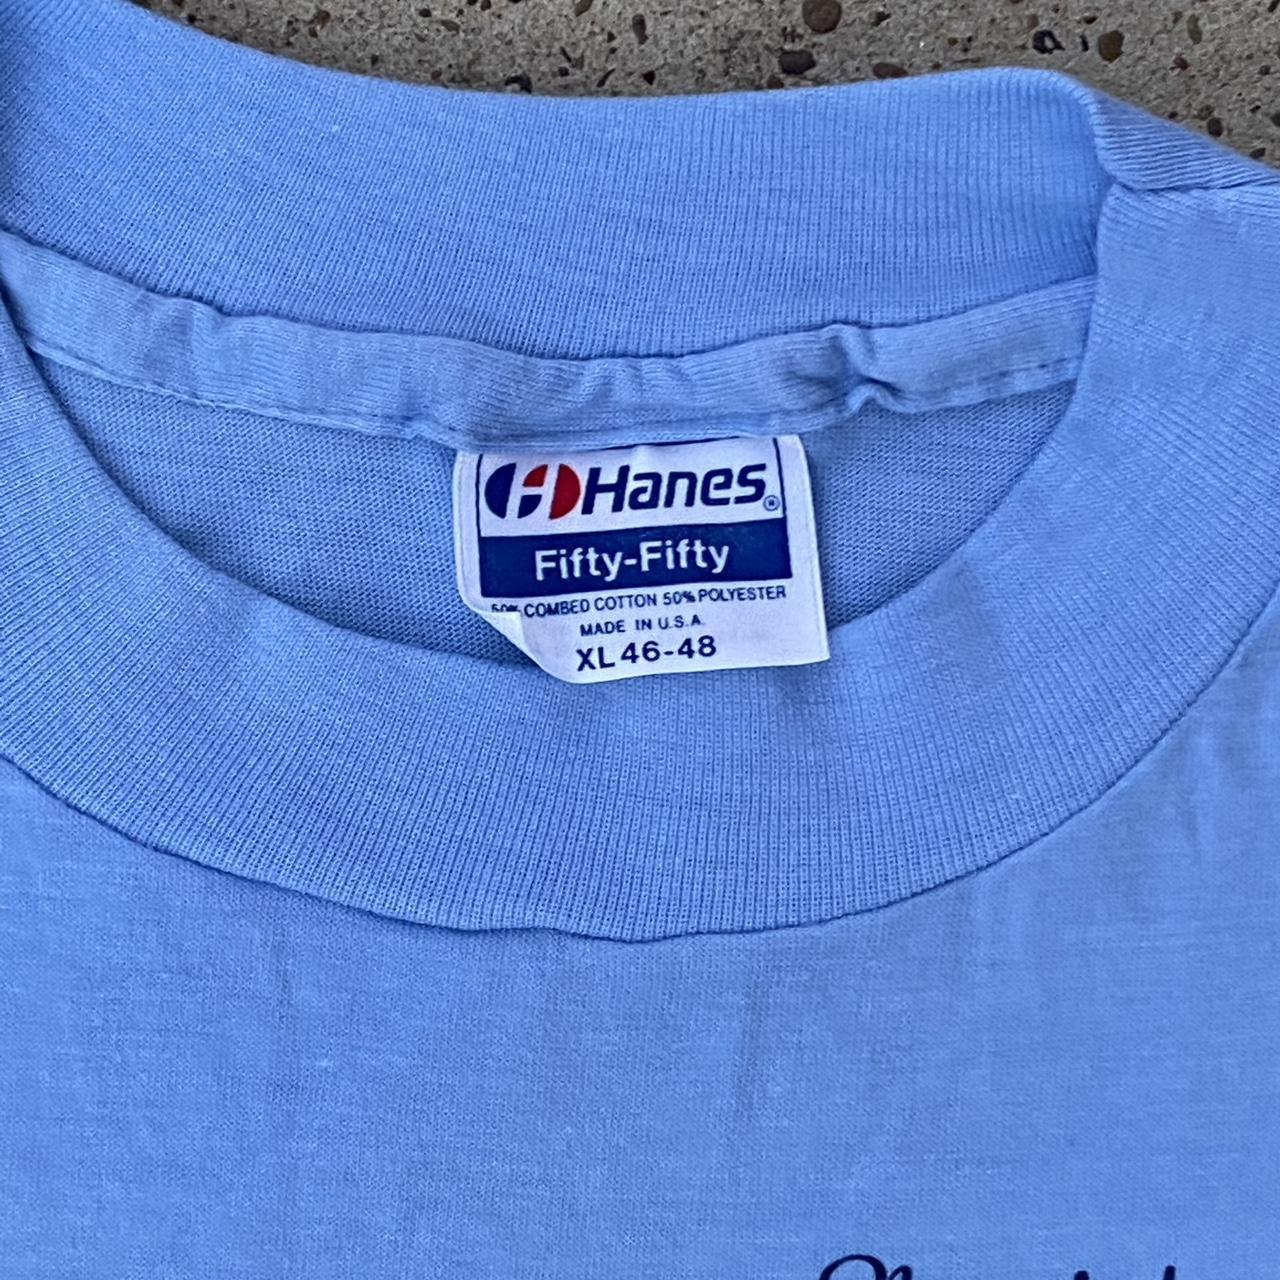 Hanes®
Fifty-Fifty
50% COMBED COTTON 50% POLYESTER
MADE IN U.S.A.
XL 46-48